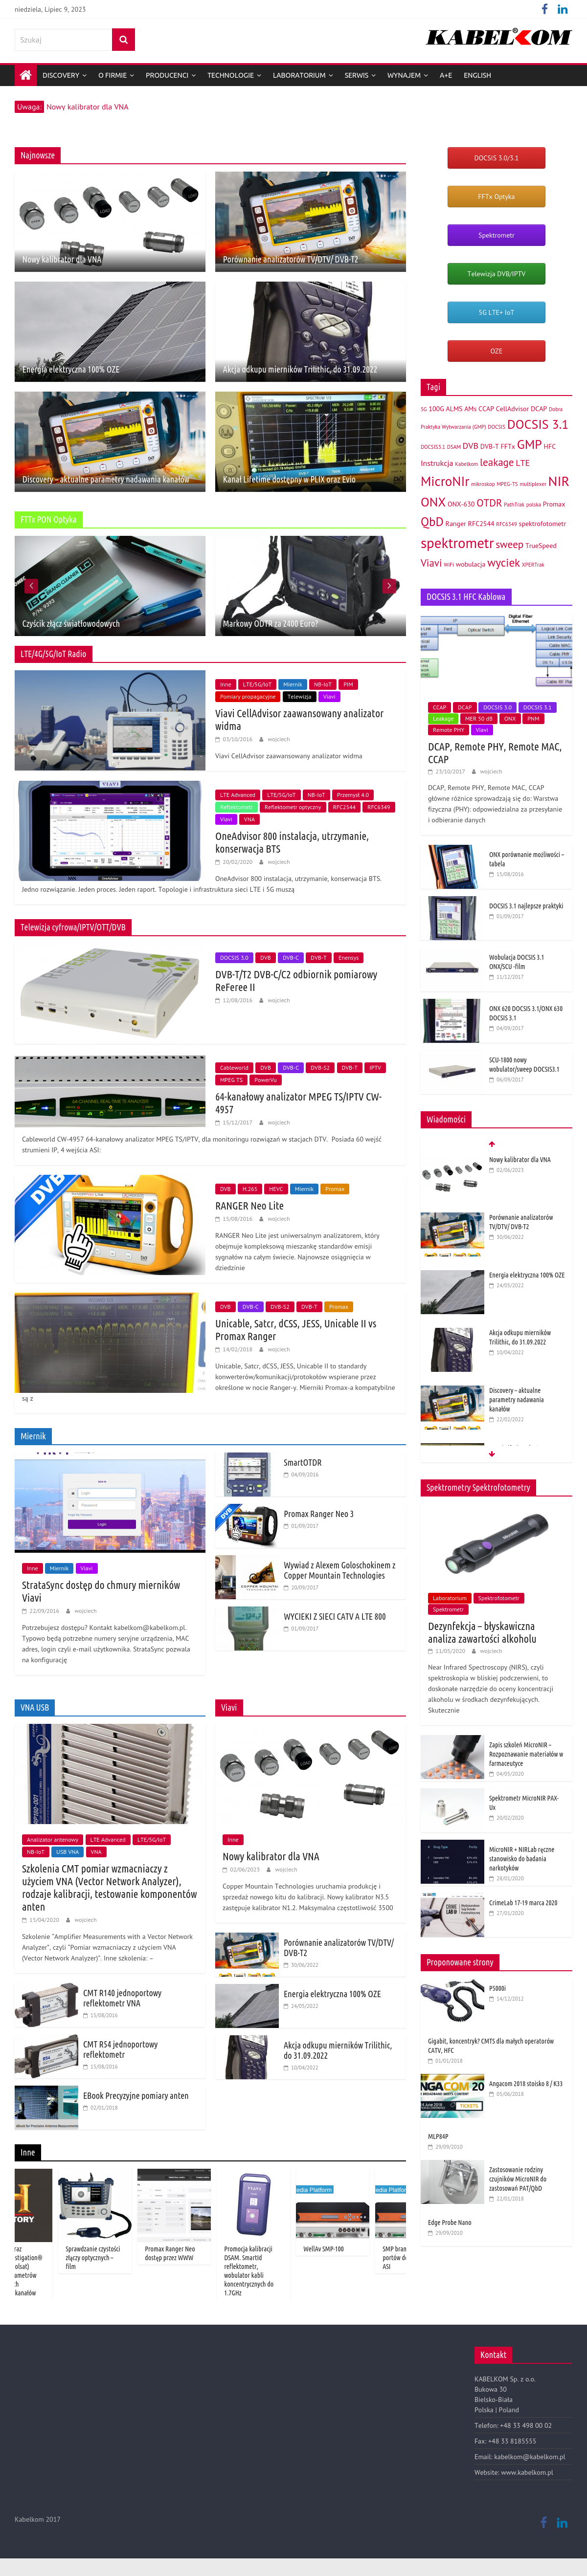 niedziela, Lipiec 9, 2023
Szukaj
KABELKOM
DISCOVERY
O FIRMIE
PRODUCENCI
TECHNOLOGIE
LABORATORIUM
SERWIS
WYNAJEM
A+E
ENGLISH
Uwaga: Nowy kalibrator dla VNA
Najnowsze
Nowy kalibrator dla VNA
Porównanie analizatorów TV/DTV/ DVB-T2
Energia elektryczna 100% OZE
Akcja odkupu mierników Trilithic, do 31.09.2022
Discovery – aktualne parametry nadawania kanałów
Kanał Lifetime dostępny w PLIX oraz Evio
FTTx PON Optyka
Czyścik złącz światłowodowych
Markowy ODTR za 2400 Euro?
LTE/4G/5G/IoT Radio
Inne LTE/5G/IoT Miernik NB-IoT PIM
Pomiary propagacyjne Telewizja Viavi
Viavi CellAdvisor zaawansowany analizator widma
03/10/2016 wojciech
Viavi CellAdvisor zaawansowany analizator widma
LTE Advanced LTE/5G/IoT NB-IoT Przemysł 4.0
Reflektometr Reflektometr optyczny RFC2544 RFC6349
Viavi VNA
OneAdvisor 800 instalacja, utrzymanie, konserwacja BTS
20/02/2020 wojciech
OneAdvisor 800 instalacja, utrzymanie, konserwacja BTS.
Jedno rozwiązanie. Jeden proces. Jeden raport. Topologie i infrastruktura sieci LTE i 5G muszą
Telewizja cyfrowa/IPTV/OTT/DVB
DOCSIS 3.0 DVB DVB-C DVB-T Enensys
DVB-T/T2 DVB-C/C2 odbiornik pomiarowy ReFeree II
12/08/2016 wojciech
Cableworld DVB DVB-C DVB-S2 DVB-T IPTV
MPEG TS PowerVu
64-kanałowy analizator MPEG TS/IPTV CW-4957
15/12/2017 wojciech
Cableworld CW-4957 64-kanałowy analizator MPEG TS/IPTV, dla monitoringu rozwiązań w stacjach DTV. Posiada 60 wejść strumieni IP, 4 wejścia ASI:
DVB H.265 HEVC Miernik Promax
RANGER Neo Lite
15/08/2016 wojciech
RANGER Neo Lite jest uniwersalnym analizatorem, który obejmuje kompleksową mieszankę standardów emisji sygnałów na całym świecie. Najnowsze osiągnięcia w dziedzinie
DVB DVB-C DVB-S2 DVB-T Promax
Unicable, Satcr, dCSS, JESS, Unicable II vs Promax Ranger
14/02/2018 wojciech
Unicable, Satcr, dCSS, JESS, Unicable II to standardy konwerterów/komunikacji/protokołów wspierane przez określone w nocie Ranger-y. Mierniki Promax-a kompatybilne są z
Miernik
Inne Miernik Viavi
StrataSync dostęp do chmury mierników Viavi
22/09/2016 wojciech
Potrzebujesz dostępu? Kontakt kabelkom@kabelkom.pl. Typowo będą potrzebne numery seryjne urządzenia, MAC adres, login czyli e-mail użytkownika. StrataSync pozwala na konfigurację
SmartOTDR
04/09/2016
Promax Ranger Neo 3
01/09/2017
Wywiad z Alexem Goloschokinem z Copper Mountain Technologies
20/09/2017
WYCIEKI Z SIECI CATV A LTE 800
01/09/2017
VNA USB
Analizator antenowy LTE Advanced LTE/5G/IoT
NB-IoT USB VNA VNA
Szkolenia CMT pomiar wzmacniaczy z użyciem VNA (Vector Network Analyzer), rodzaje kalibracji, testowanie komponentów anten
15/04/2020 wojciech
Szkolenie “Amplifier Measurements with a Vector Network Analyzer”, czyli “Pomiar wzmacniaczy z użyciem VNA (Vector Network Analyzer)”. Inne szkolenia: –
CMT R140 jednoportowy reflektometr VNA
15/08/2016
CMT R54 jednoportowy reflektometr
15/08/2016
EBook Precyzyjne pomiary anten
02/01/2018
Viavi
Inne
Nowy kalibrator dla VNA
02/06/2023 wojciech
Copper Mountain Technologies uruchamia produkcję i sprzedaż nowego kitu do kalibracji. Nowy kalibrator N3.5 zastępuje kalibrator N1.2. Maksymalna częstotliwość 3500
Porównanie analizatorów TV/DTV/ DVB-T2
30/06/2022
Energia elektryczna 100% OZE
24/05/2022
Akcja odkupu mierników Trilithic, do 31.09.2022
10/04/2022
Inne
Sprawdzanie czystości złączy optycznych – film
Promax Ranger Neo dostęp przez WWW
Promocja kalibracji DSAM. SmartId reflektometr, wobulator kabli koncentrycznych do 1.7GHz
WellAv SMP-100
DOCSIS 3.0/3.1
FFTx Optyka
Spektrometr
Telewizja DVB/IPTV
5G LTE+ IoT
OZE
Tagi
5G 100G ALMS AMs CCAP CellAdvisor DCAP Dobra
Praktyka Wytwarzania (GMP) DOCSIS DOCSIS 3.1
DOCSIS3.1 DSAM DVB DVB-T FFTx GMP HFC
Instrukcja Kabelkom leakage LTE
MicroNIr mikroskop MPEG-TS multiplexer NIR
ONX ONX-630 OTDR PathTrak polska Promax
QbD Ranger RFC2544 RFC6349 spektrofotometr
spektrometr sweep TrueSpeed
Viavi WiFi wobulacja wyciek XPERTrak
DOCSIS 3.1 HFC Kablowa
CCAP DCAP DOCSIS 3.0 DOCSIS 3.1
Leakage MER 50 dB ONX PNM
Remote PHY Viavi
DCAP, Remote PHY, Remote MAC, CCAP
23/10/2017 wojciech
DCAP, Remote PHY, Remote MAC, CCAP główne różnice sprowadzają się do: Warstwa fizyczna (PHY): odpowiedzialna za przesyłanie i odbieranie danych
ONX porównanie możliwości – tabela
15/08/2016
DOCSIS 3.1 najlepsze praktyki
01/09/2017
Wobulacja DOCSIS 3.1 ONX/SCU -film
12/12/2017
ONX 620 DOCSIS 3.1/ONX 630 DOCSIS 3.1
04/09/2017
SCU-1800 nowy wobulator/sweep DOCSIS3.1
06/09/2017
Wiadomości
Nowy kalibrator dla VNA
02/06/2023
Porównanie analizatorów TV/DTV/ DVB-T2
30/06/2022
Energia elektryczna 100% OZE
24/05/2022
Akcja odkupu mierników Trilithic, do 31.09.2022
10/04/2022
Discovery – aktualne parametry nadawania kanałów
22/02/2022
Spektrometry Spektrofotometry
Laboratorium Spektrofotometr
Spektrometr
Dezynfekcja – błyskawiczna analiza zawartości alkoholu
11/05/2020 wojciech
Near Infrared Spectroscopy (NIRS), czyli spektroskopia w bliskiej podczerwieni, to doskonałe narzędzie do oceny zawartości alkoholu w środkach dezynfekujących. Skutecznie
Zapis szkoleń MicroNIR – Rozpoznawanie materiałów w farmaceutyce
04/05/2020
Spektrometr MicroNIR PAX-Ux
28/02/2020
MicroNIR + NIRLab ręczne stanowisko do badania narkotyków
28/01/2020
CrimeLab 17-19 marca 2020
27/01/2020
Proponowane strony
P5000i
14/12/2012
Gigabit, koncentryk? CMTS dla małych operatorów CATV, HFC
01/01/2018
Angacom 2018 stoisko 8 / K33
05/06/2018
MLP84P
29/09/2010
Zastosowanie rodziny czujników MicroNIR do zastosowań PAT/QbD
22/01/2018
Edge Probe Nano
29/09/2010
Kontakt
KABELKOM Sp. z o.o.
Bukowa 30
Bielsko-Biała
Polska | Poland
Telefon: +48 33 498 00 02
Fax: +48 33 8185555
Email: kabelkom@kabelkom.pl
Website: www.kabelkom.pl
Kabelkom 2017